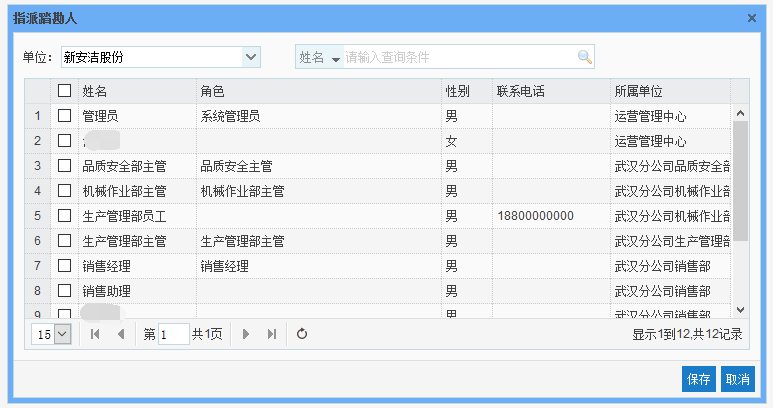 指派踏勘人
单位: 新安洁股份 姓名 请输入查询条件
姓名 角色 性别 联系电话 所属单位
1 管理员 系统管理员 男 运营管理中心
2 女 运营管理中心
3 品质安全部主管 品质安全主管 男 武汉分公司品质安全部
4 机械作业部主管 机械作业部主管 男 武汉分公司机械作业
5 生产管理部员工 男 18800000000 武汉分公司机械作业
6 生产管理部主管 生产管理部主管 男 武汉分公司生产管理部
7 销售经理 销售经理 男 武汉分公司销售部
8 销售助理 男 武汉分公司销售部
9 男 武汉分公司销售部
15 第 1 共1页 显示1到12,共12记录
保存 取消